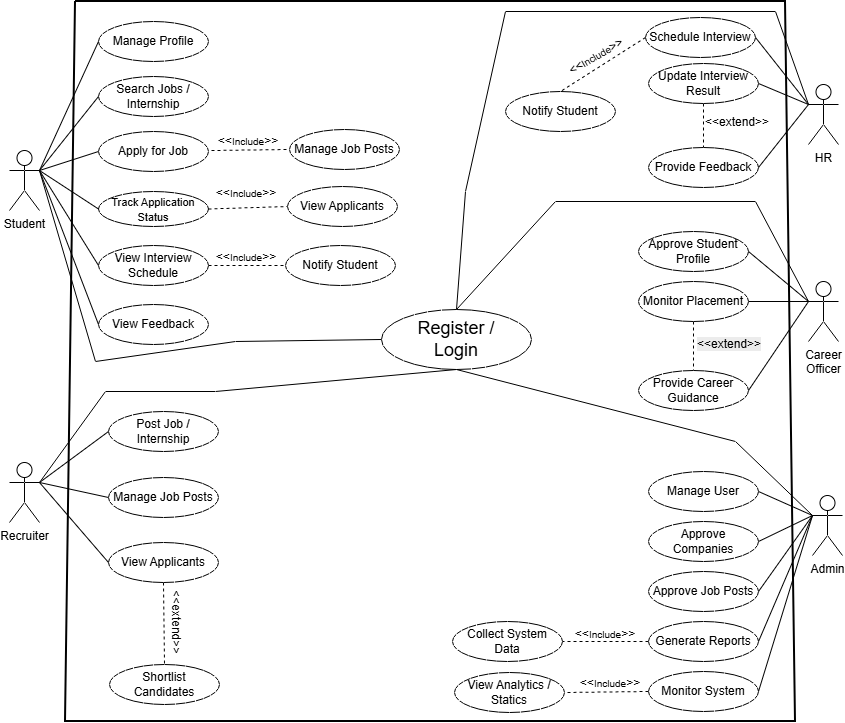 Manage Profile
Search Jobs /
Internship
Apply for Job
<<Include>>
Manage Job Posts
Track Application
Status
<<Include>>
View Applicants
View Interview
Schedule
<<Include>>
Notify Student
View Feedback
Student
Schedule Interview
<<Include>>
Notify Student
Update Interview
Result
<<extend>>
Provide Feedback
HR
Register /
Login
Approve Student
Profile
Monitor Placement
<<extend>>
Provide Career
Guidance
Career
Officer
Post Job /
Internship
Manage Job Posts
View Applicants
<<extend>>
Shortlist
Candidates
Recruiter
Manage User
Approve
Companies
Approve Job Posts
Collect System
Data
<<Include>>
Generate Reports
View Analytics /
Statics
<<Include>>
Monitor System
Admin